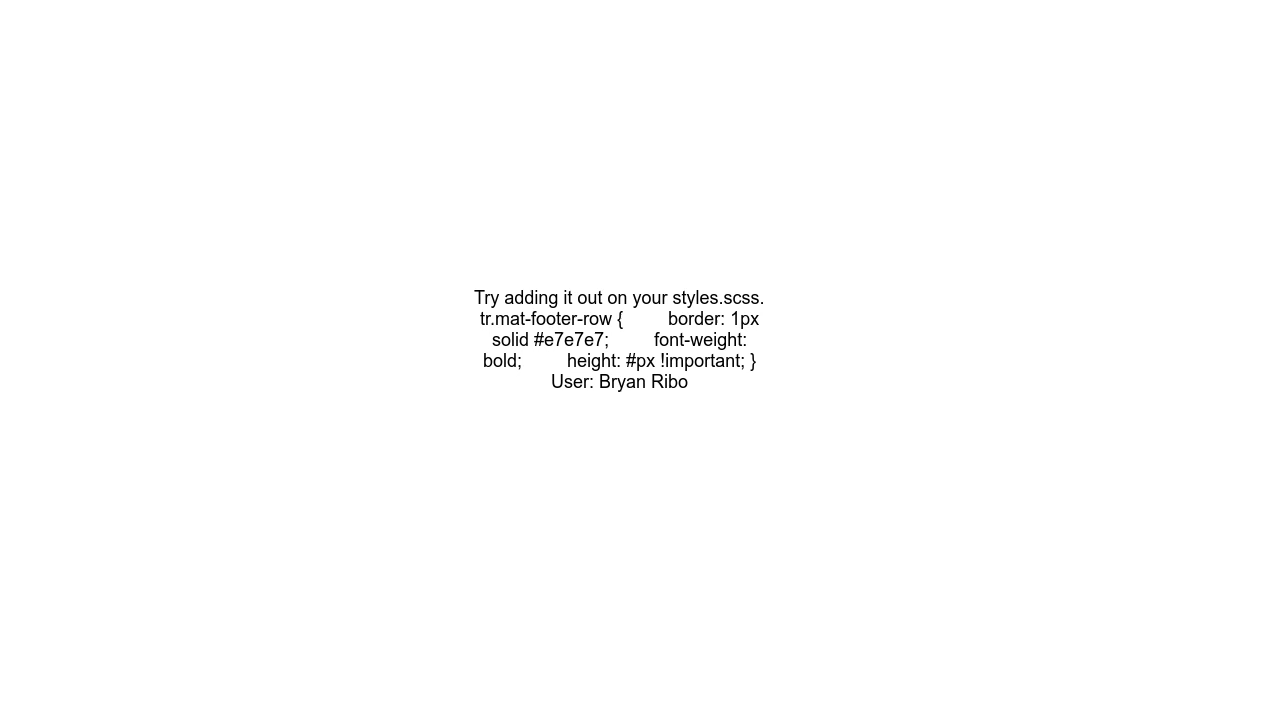 Try adding it out on your styles.scss.
tr.mat-footer-row {         border: 1px
solid #e7e7e7;         font-weight:
bold;         height: #px !important; }
User: Bryan Ribo